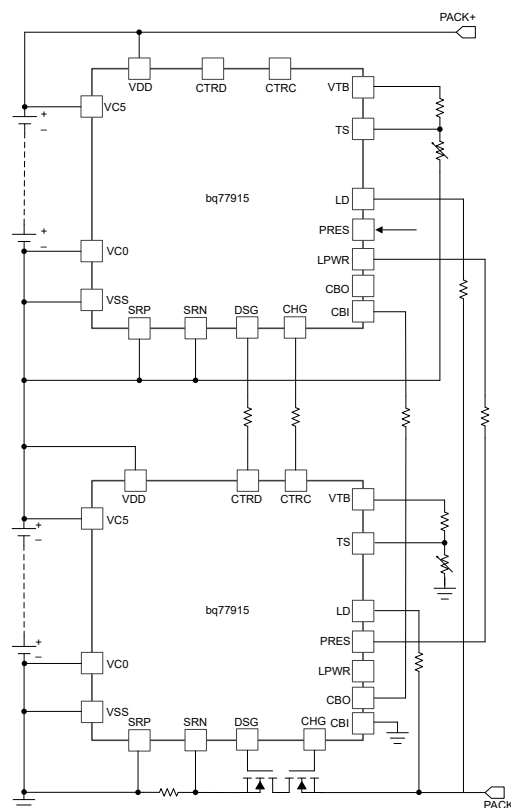 PACK+
VDD
CTRD
CTRC
VTB
VC5
+
–
TS
bq77915
LD
PRES
LPWR
+
–
VC0
CBO
VSS
CBI
SRP
SRN
DSG
CHG
VDD
CTRD
CTRC
VTB
VC5
+
–
TS
bq77915
LD
PRES
+
–
VC0
LPWR
CBO
VSS
CBI
SRP
SRN
DSG
CHG
PACK